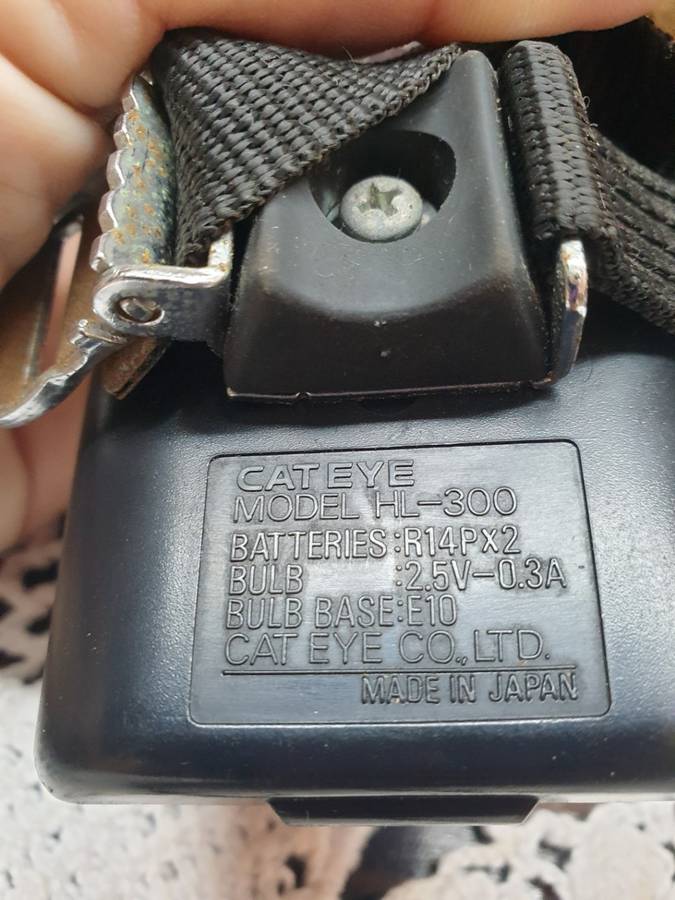 CAT EYE
MODEL HL-300
BATTERIES:R14PX2
BULB :2.5V-0.3A
BULB BASE:E10
CAT EYE CO.,LTD.
MADE IN JAPAN